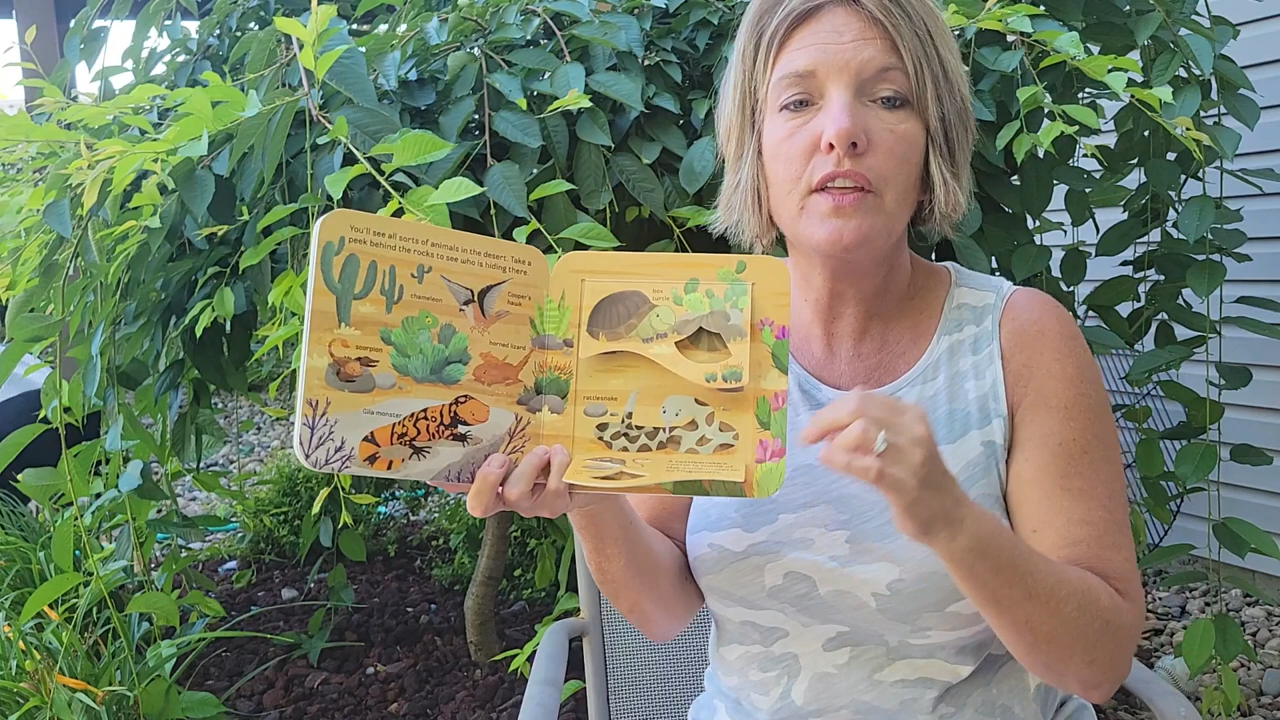 You'll see all sorts of animals in the desert. Take a
peek behind the rocks to see who is hiding there.
chameleon
Cooper's
hawk
scorpion
horned lizard
Gila monster
box
turtle
rattlesnake